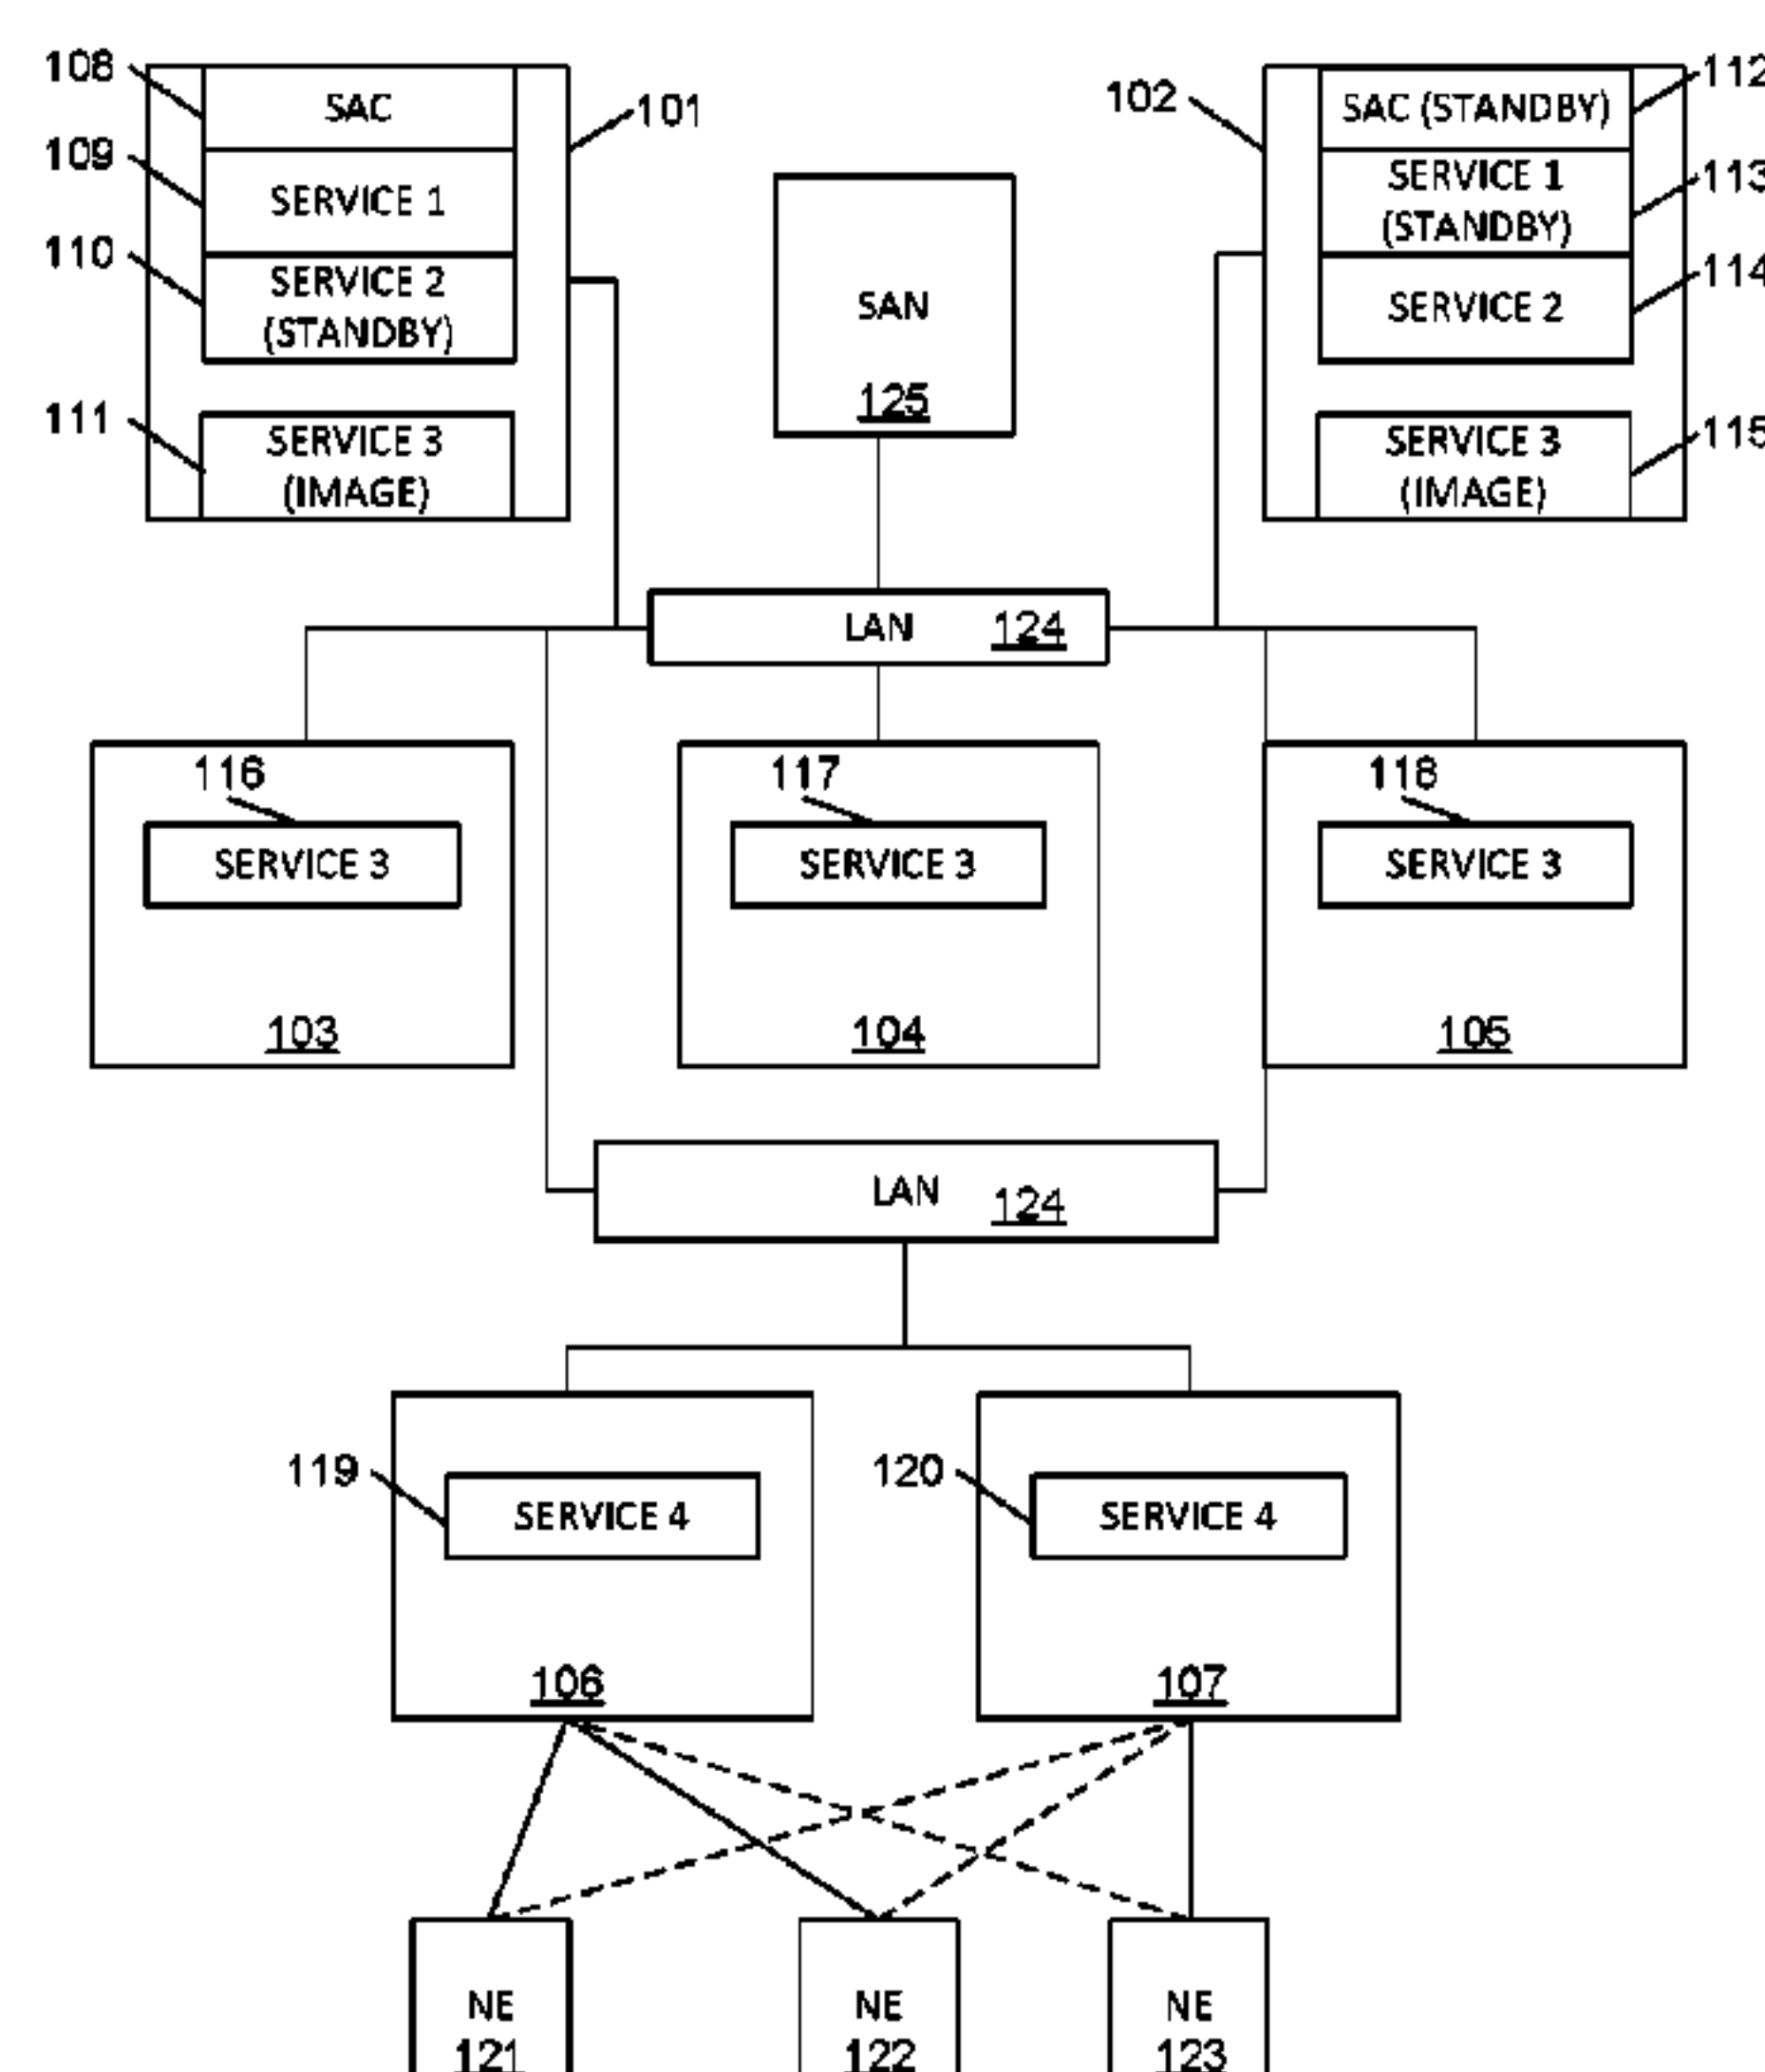 108
SAC
101
102
SAC (STANDBY)
112
109
SERVICE 1
SERVICE 1
(STANDBY)
113
110
SERVICE 2
(STANDBY)
SAN
125
SERVICE 2
114
111
SERVICE 3
(IMAGE)
SERVICE 3
(IMAGE)
115
LAN 124
116
SERVICE 3
103
117
SERVICE 3
104
118
SERVICE 3
105
LAN 124
119
SERVICE 4
106
120
SERVICE 4
107
NE
121
NE
122
NE
123